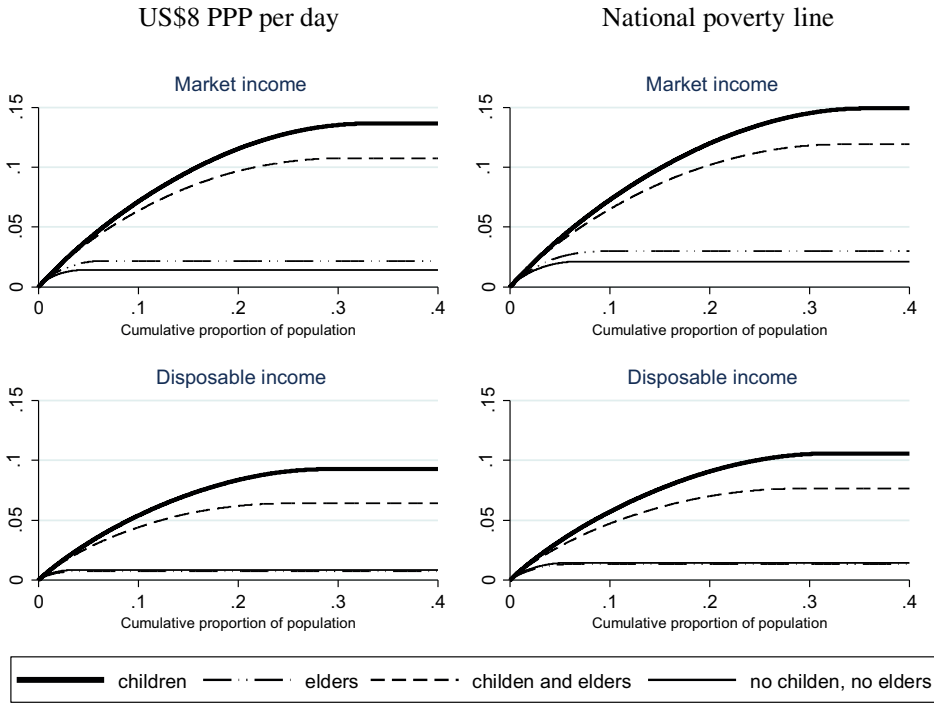 US$8 PPP per day
National poverty line
Market income
.15
.1
.05
0
0 .1 .2 .3 .4
Cumulative proportion of population
Market income
.15
.1
.05
0
0 .1 .2 .3 .4
Cumulative proportion of population
Disposable income
.15
.1
.05
0
0 .1 .2 .3 .4
Cumulative proportion of population
Disposable income
.15
.1
.05
0
0 .1 .2 .3 .4
Cumulative proportion of population
children elders childen and elders no childen, no elders